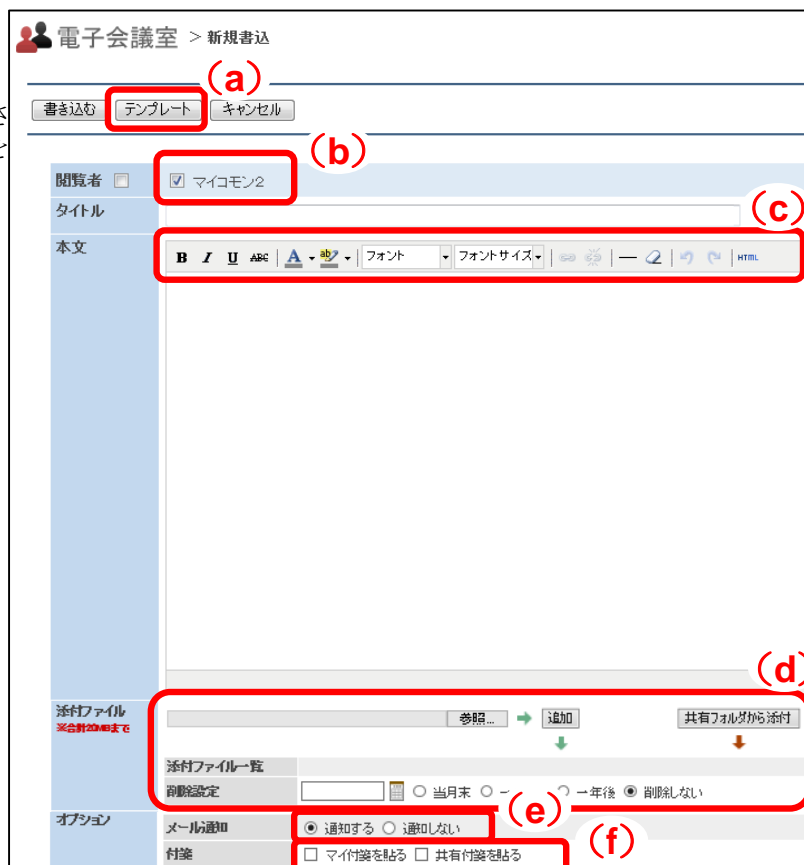 電子会議室 > 新規書込
(a)
書き込む テンプレート キャンセル
さ
と
(b)
閲覧者 マイコモン2
タイトル
(c)
本文
B I U ABC A ab フォント フォントサイズ HTML
(d)
添付ファイル
※合計20MBまで
参照... 追加 共有フォルダから添付
添付ファイル一覧
削除設定 当月末 一年後 削除しない
(e)
オプション
メール通知 通知する 通知しない
(f)
付箋 マイ付箋を貼る 共有付箋を貼る